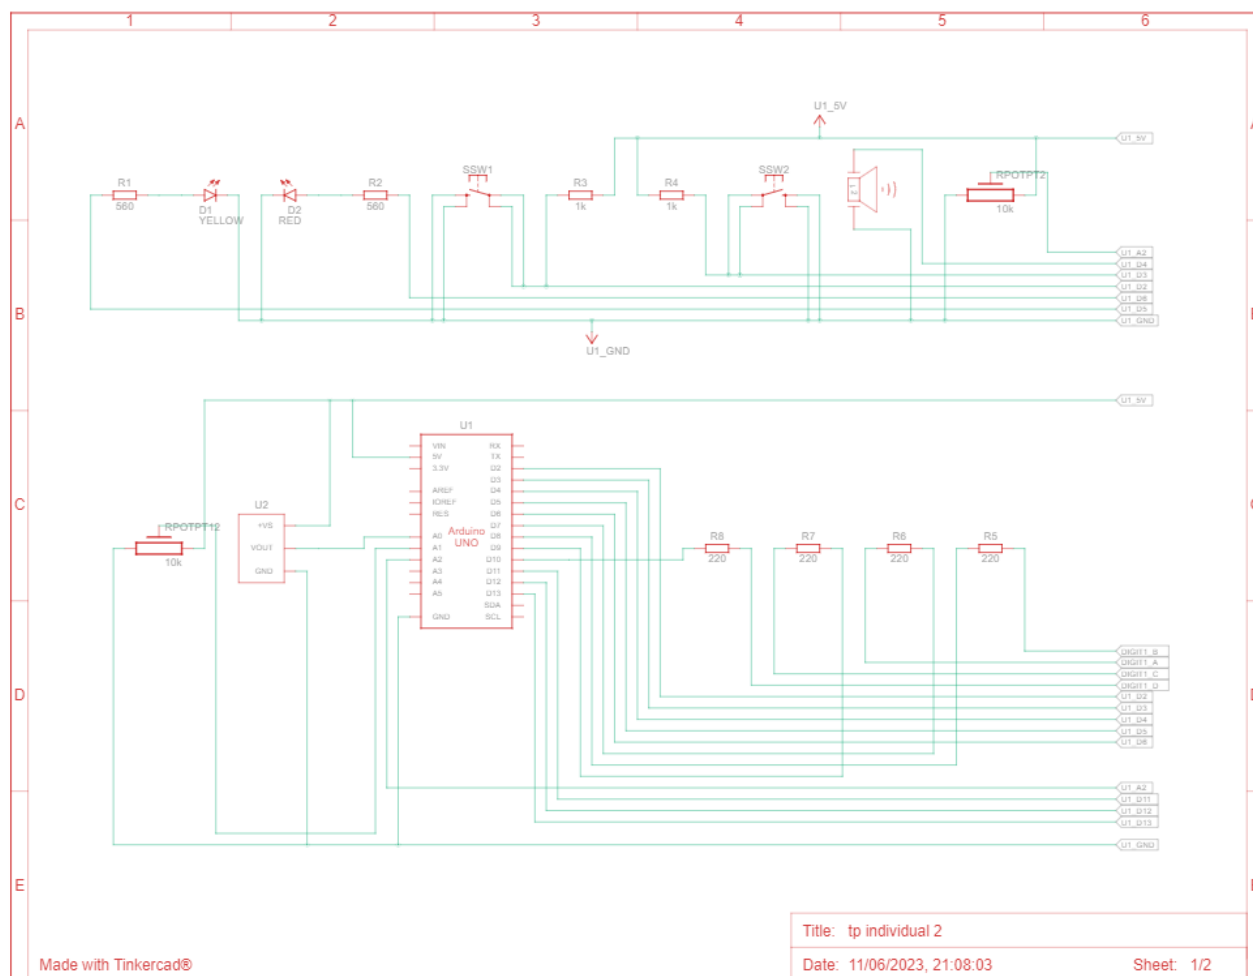 1 2 3 4 5 6
A
U1_5V
U1_5V
R1
560
D1
YELLOW
D2
RED
R2
560
SSW1
R3
1k
R4
1k
SSW2
RPOTPT2
10k
U1_A2
U1_D4
U1_D3
U1_D2
U1_D6
U1_D5
U1_GND
B
U1_GND
U1_5V
C
U1
VIN RX
5V TX
3.3V D2
D3
AREF D4
IOREF D5
RES D6
D7
A0 D8
A1 D9
A2 D10
A3 D11
A4 D12
A5 D13
SDA
GND SCL
Arduino
UNO
U2
+VS
VOUT
GND
RPOTPT12
10k
R8
220
R7
220
R6
220
R5
220
D
DIGIT1_B
DIGIT1_A
DIGIT1_C
DIGIT1_D
U1_D2
U1_D3
U1_D4
U1_D5
U1_D6
U1_A2
U1_D11
U1_D12
U1_D13
U1_GND
E
Title: tp individual 2
Made with Tinkercad®
Date: 11/06/2023, 21:08:03 Sheet: 1/2